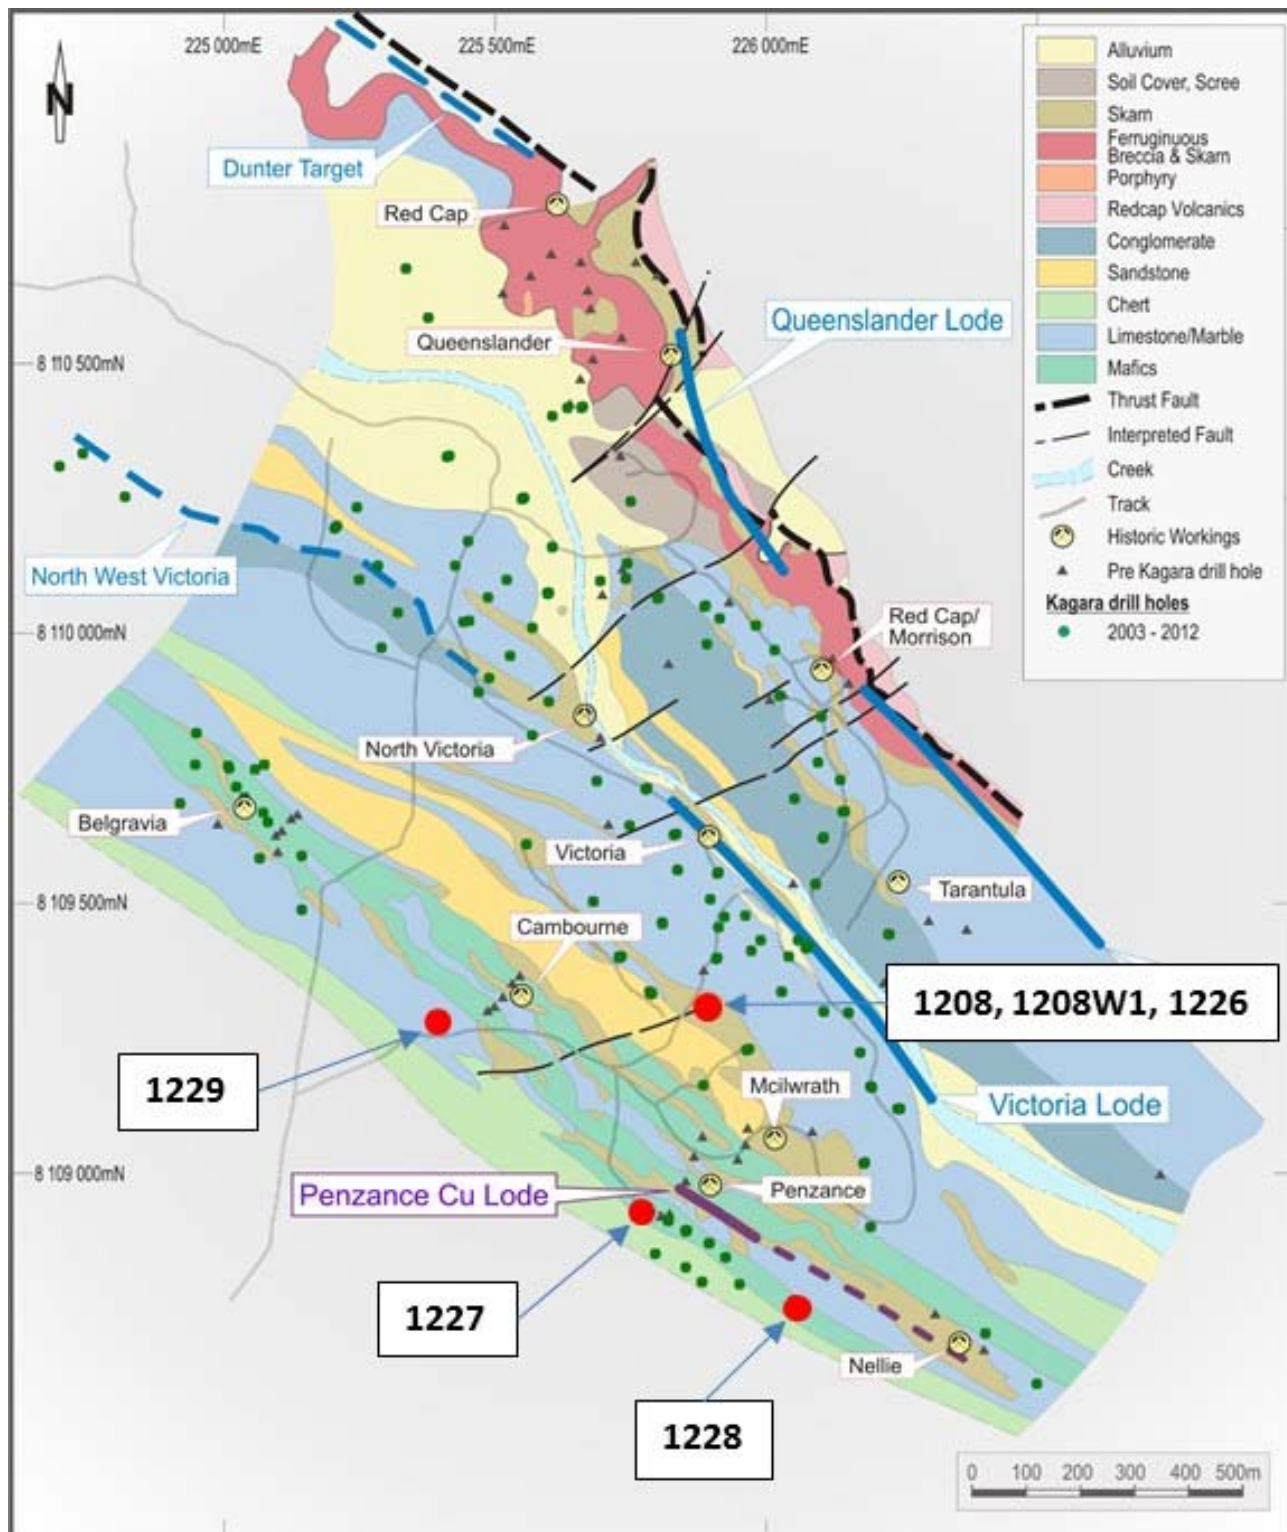 225 000mE
225 500mE
226 000mE
N
Alluvium
Soil Cover, Scree
Skarn
Ferruginuous
Breccia & Skarn
Porphyry
Redcap Volcanics
Conglomerate
Sandstone
Chert
Limestone/Marble
Mafics
Thrust Fault
Interpreted Fault
Creek
Track
Historic Workings
Pre Kagara drill hole
Kagara drill holes
2003 - 2012
Dunter Target
Red Cap
Queenslander Lode
Queenslander
8 110 500mN
North West Victoria
8 110 000mN
Red Cap/
Morrison
North Victoria
Belgravia
Victoria
Tarantula
8 109 500mN
Cambourne
1208, 1208W1, 1226
1229
Mcilwrath
Victoria Lode
8 109 000mN
Penzance Cu Lode
Penzance
1227
Nellie
1228
0 100 200 300 400 500m